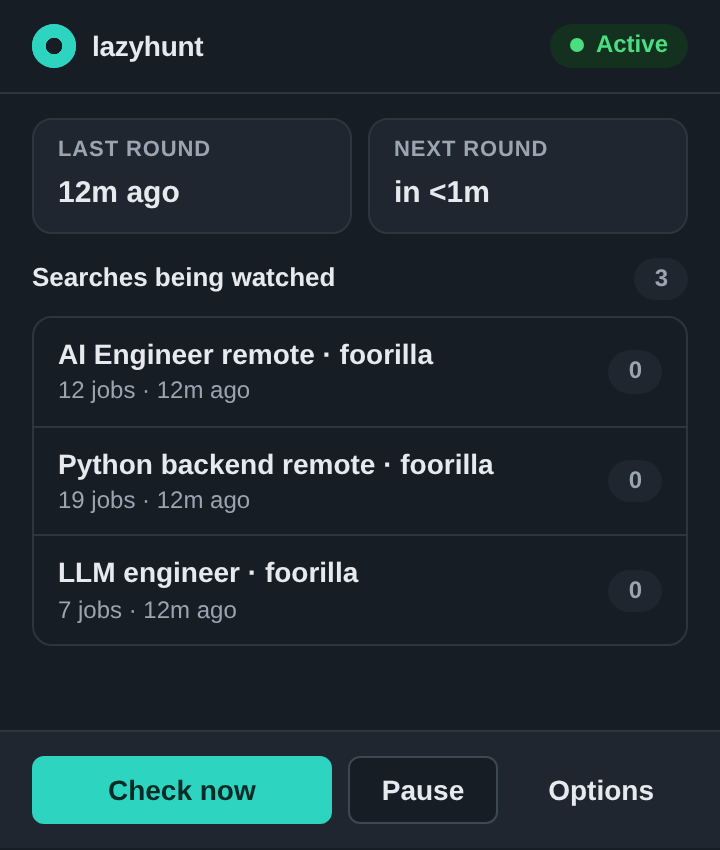 lazyhunt
Active
LAST ROUND
12m ago
NEXT ROUND
in <1m
Searches being watched
3
AI Engineer remote · foorilla
12 jobs · 12m ago
0
Python backend remote · foorilla
19 jobs · 12m ago
0
LLM engineer · foorilla
7 jobs · 12m ago
0
Check now
Pause
Options